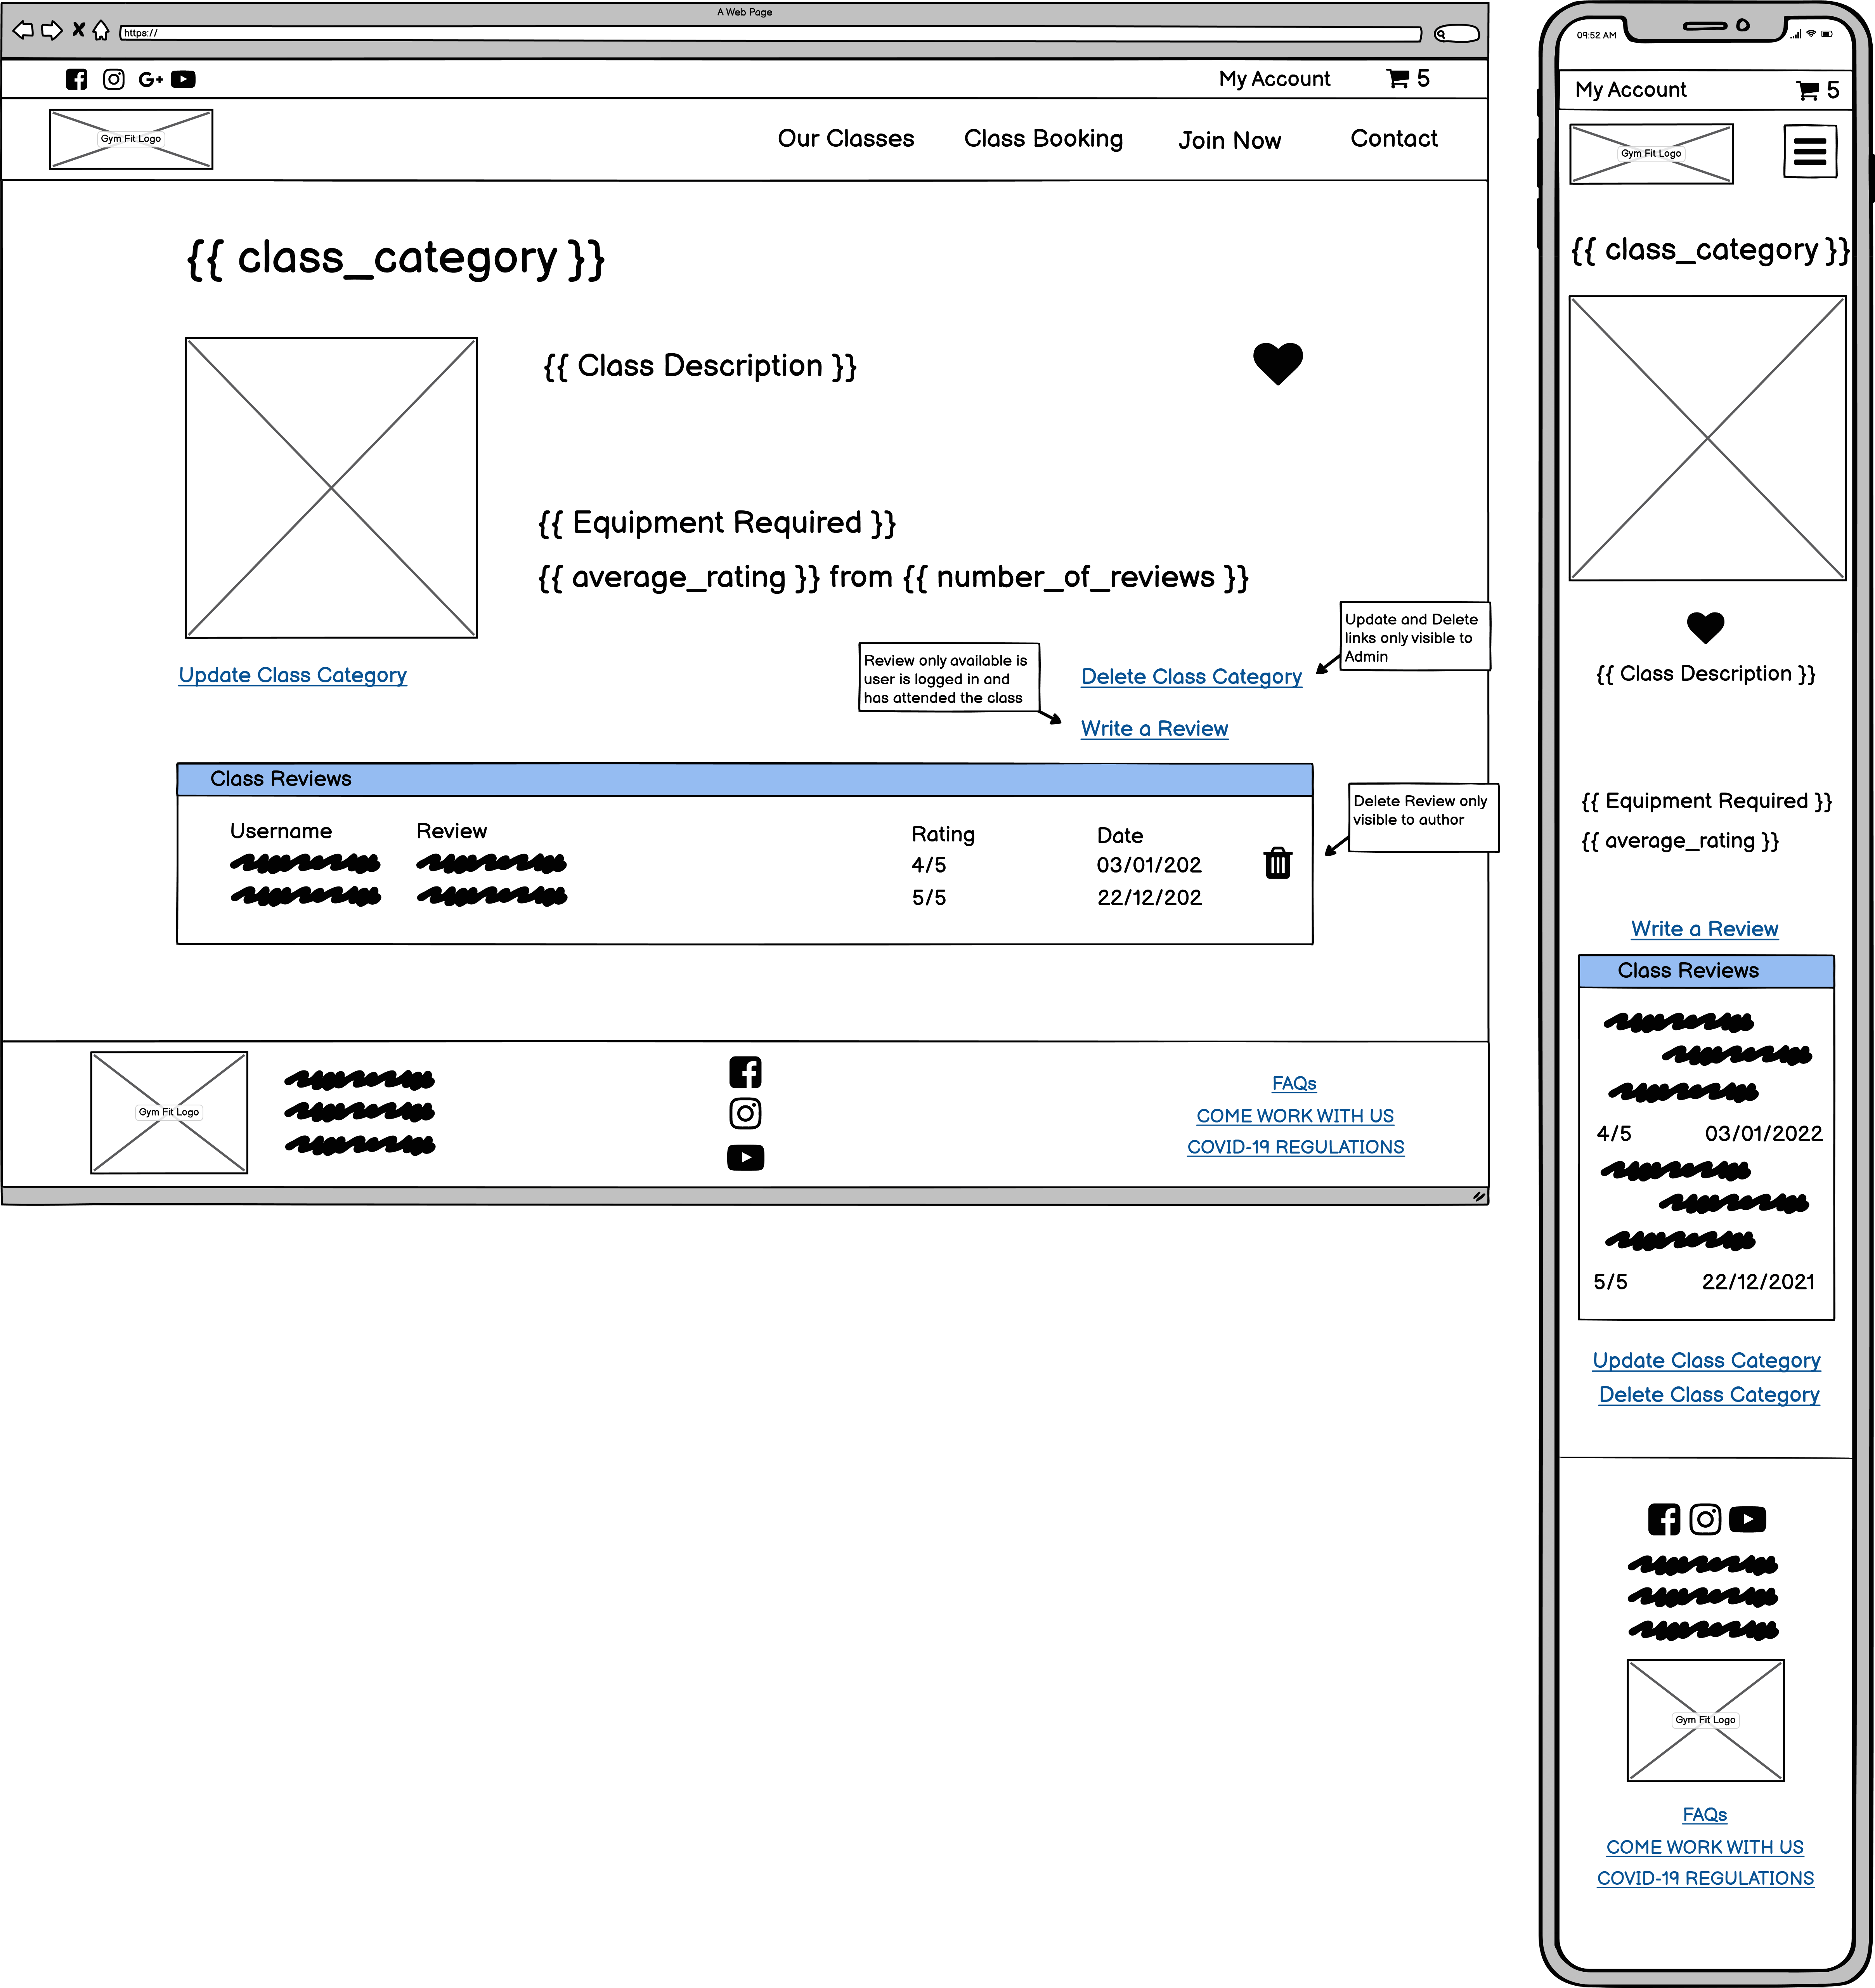 A Web Page
https://
My Account 5
Gym Fit Logo
Our Classes Class Booking Join Now Contact
{{ class_category }}
{{ Class Description }}
{{ Equipment Required }}
{{ average_rating }} from {{ number_of_reviews }}
Update and Delete
links only visible to
Admin
Review only available is
user is logged in and
has attended the class
Update Class Category
Delete Class Category
Write a Review
Class Reviews
Delete Review only
visible to author
Username Review Rating Date
4/5 03/01/202
5/5 22/12/202
Gym Fit Logo
FAQs
COME WORK WITH US
COVID-19 REGULATIONS
09:52 AM
My Account 5
Gym Fit Logo
{{ class_category }}
{{ Class Description }}
{{ Equipment Required }}
{{ average_rating }}
Write a Review
Class Reviews
4/5 03/01/2022
5/5 22/12/2021
Update Class Category
Delete Class Category
Gym Fit Logo
FAQs
COME WORK WITH US
COVID-19 REGULATIONS